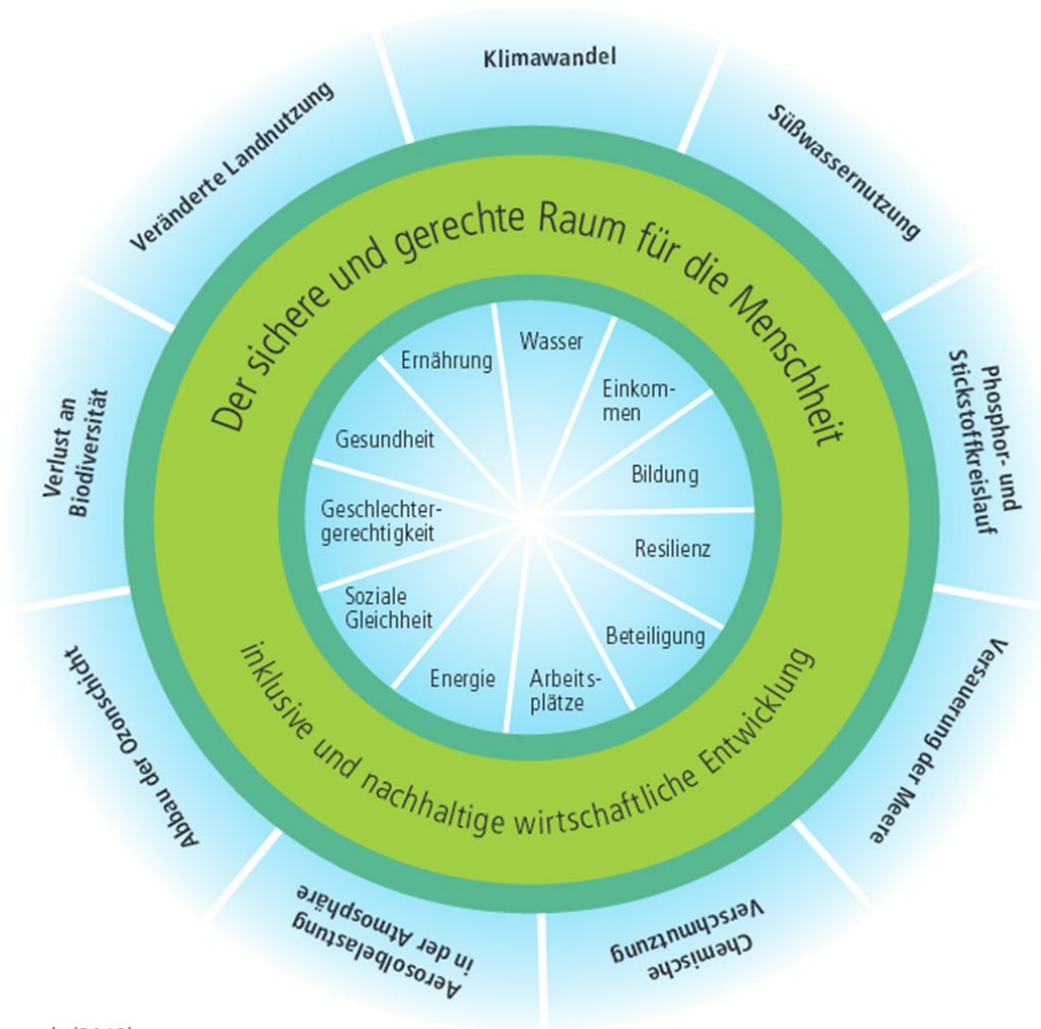 Klimawandel
Süßwassernutzung
Phosphor- und
Stickstoffkreislauf
Versauerung der Meere
Chemische
Verschmutzung
Aerosolbelastung
in der Atmosphäre
Abbau der Ozonschicht
Verlust an
Biodiversität
Veränderte Landnutzung
Der sichere und gerechte Raum für die Menschheit
inklusive und nachhaltige wirtschaftliche Entwicklung
Wasser
Einkom-
men
Bildung
Resilienz
Beteiligung
Arbeits-
plätze
Energie
Soziale
Gleichheit
Geschlechter-
gerechtigkeit
Gesundheit
Ernährung